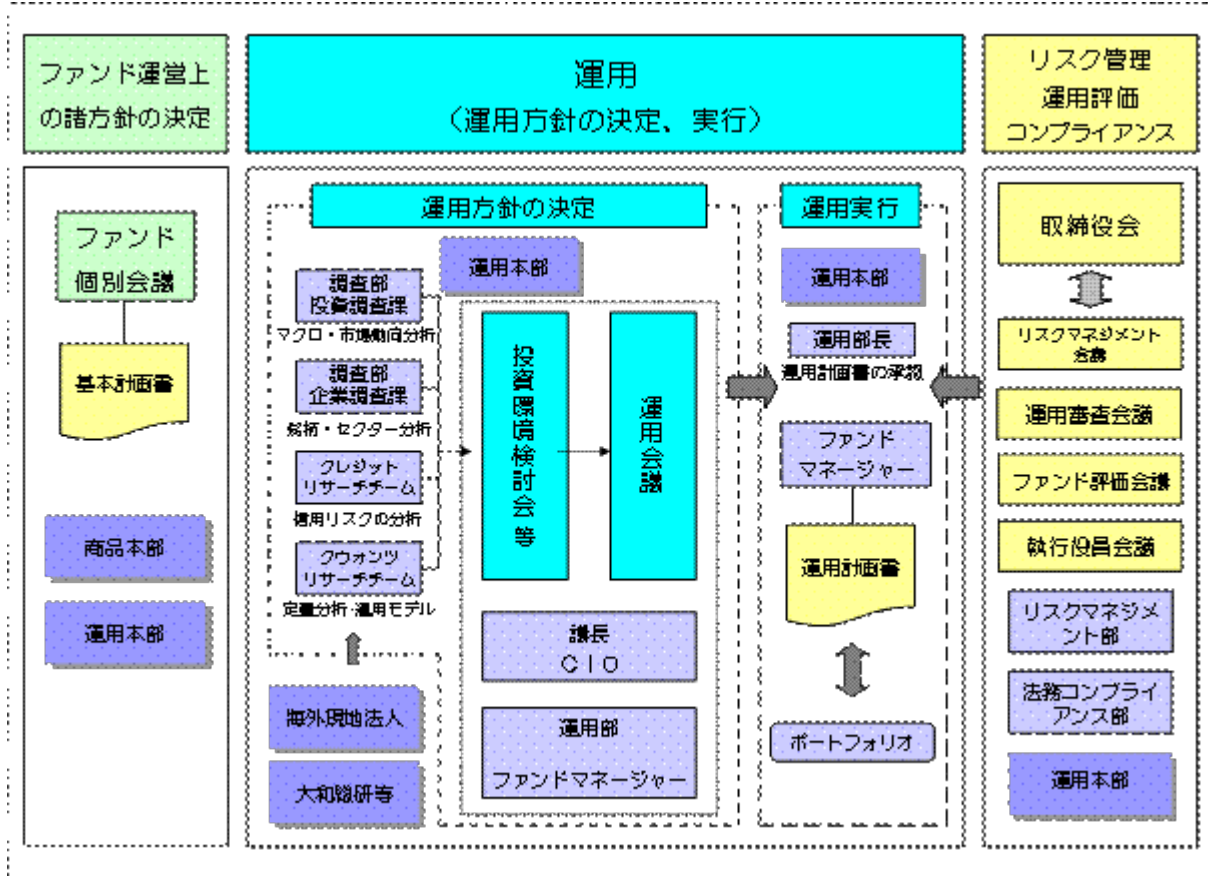 ファンド運営上
の諸方針の決定
運用
(運用方針の決定、実行)
リスク管理
運用評価
コンプライアンス
ファンド
個別会議
基本計画書
商品本部
運用本部
運用方針の決定
運用本部
調査部
投資調査課
マクロ・市場動向分析
調査部
企業調査課
銘柄・セクター分析
クレジット
リサーチチーム
信用リスクの分析
クウォンツ
リサーチチーム
定量分析・運用モデル
海外現地法人
大和総研等
投資環境検討会等
運用会議
議長
CIO
運用部
ファンドマネージャー
運用実行
運用本部
運用部長
運用計画書の承認
ファンド
マネージャー
運用計画書
ポートフォリオ
取締役会
リスクマネジメント
会議
運用審査会議
ファンド評価会議
執行役員会議
リスクマネジメ
ント部
法務コンプライ
アンス部
運用本部